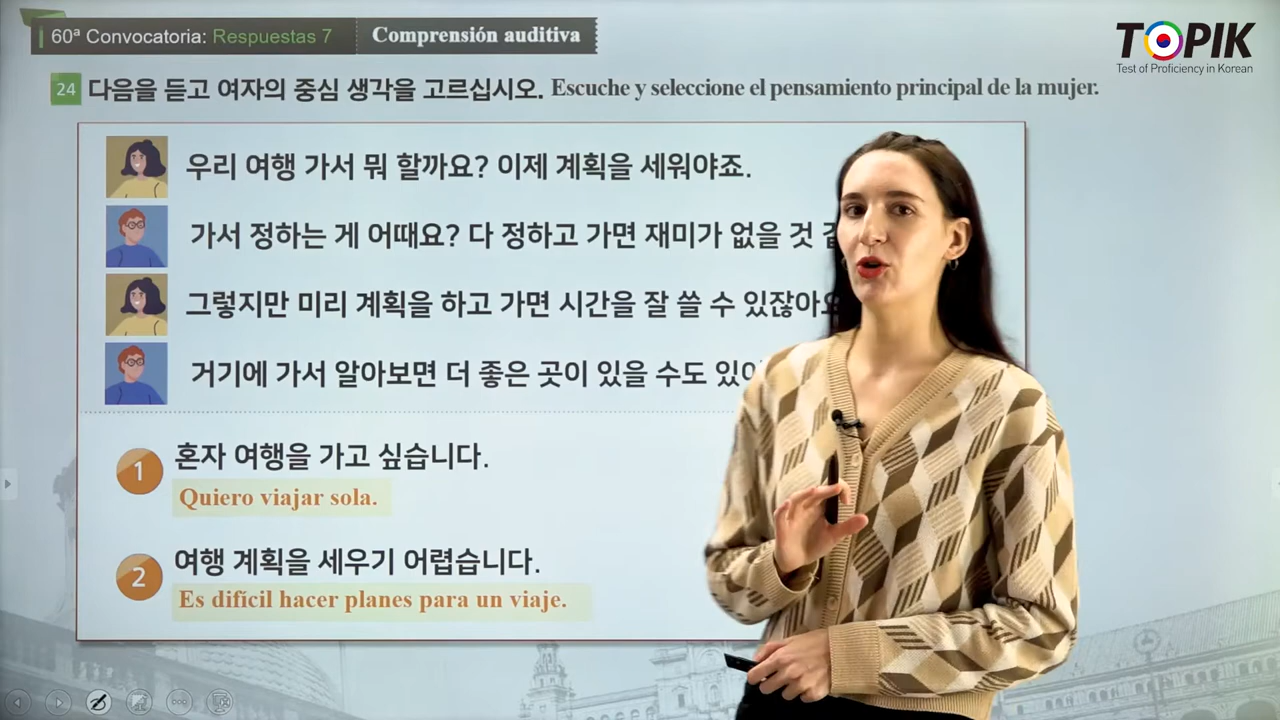 60ª Convocatoria: Respuestas 7
Comprensión auditiva
TOPIK
Test of Proficiency in Korean
24 다음을 듣고 여자의 중심 생각을 고르십시오. Escuche y seleccione el pensamiento principal de la mujer.
우리 여행 가서 뭐 할까요? 이제 계획을 세워야죠.
가서 정하는 게 어때요? 다 정하고 가면 재미가 없을 것
그렇지만 미리 계획을 하고 가면 시간을 잘 쓸 수 있잖아요
거기에 가서 알아보면 더 좋은 곳이 있을 수도
1 혼자 여행을 가고 싶습니다.
Quiero viajar sola.
2 여행 계획을 세우기 어렵습니다.
Es difícil hacer planes para un viaje.